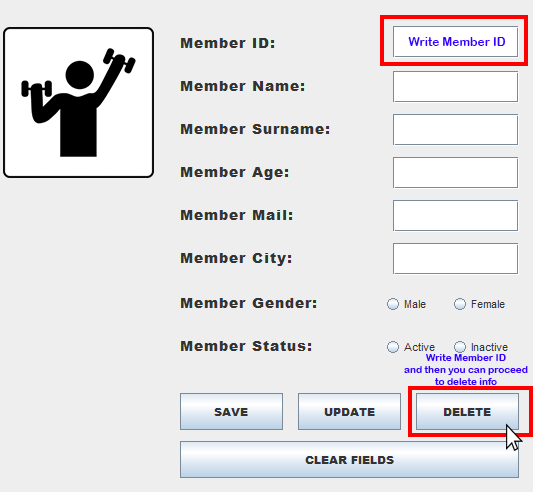 Member ID:
Write Member ID
Member Name:
Member Surname:
Member Age:
Member Mail:
Member City:
Member Gender:
Male
Female
Member Status:
Active
Inactive
Write Member ID
and then you can proceed
to delete info
SAVE
UPDATE
DELETE
CLEAR FIELDS